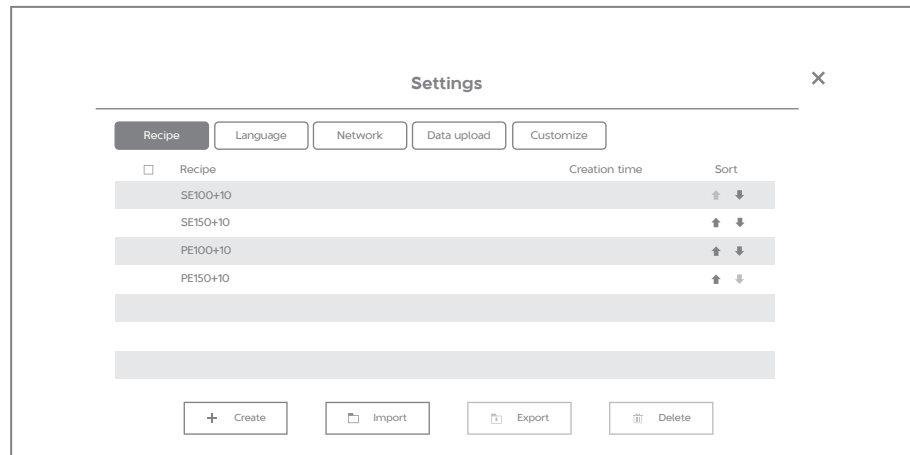 Settings
Recipe Language Network Data upload Customize
Recipe Creation time Sort
SE100+10
SE150+10
PE100+10
PE150+10
Create Import Export Delete